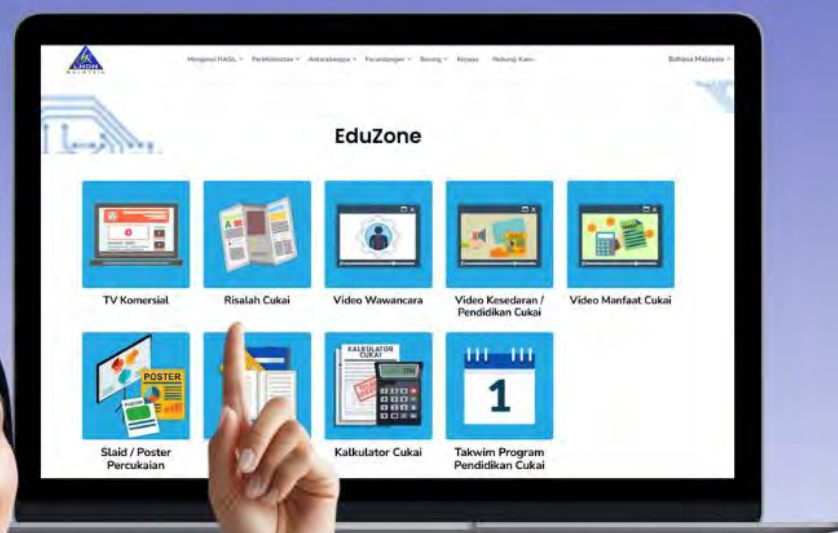 LHDN
MALAYSIA
Mengenai HASiL
Perkhidmatan
Antarabangsa
Perundangan
Borang
Kerjaya
Hubungi Kami
Bahasa Malaysia
EduZone
TV Komersial
Risalah Cukai
Video Wawancara
Video Kesedaran /
Pendidikan Cukai
Video Manfaat Cukai
POSTER
KALKULATOR
CUKAI
1
Slaid / Poster
Percukaian
Kalkulator Cukai
Takwim Program
Pendidikan Cukai